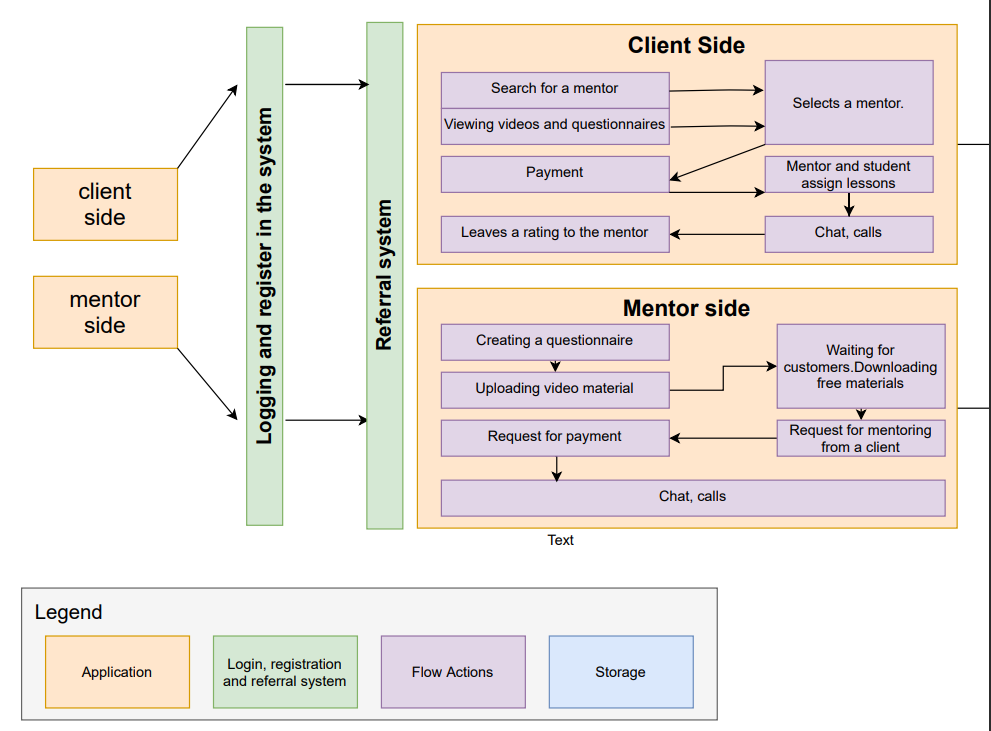 client
side
mentor
side
Logging and register in the system
Referral system
Client Side
Search for a mentor
Viewing videos and questionnaires
Selects a mentor.
Payment
Mentor and student
assign lessons
Leaves a rating to the mentor
Chat, calls
Mentor side
Creating a questionnaire
Uploading video material
Waiting for
customers.Downloading
free materials
Request for payment
Request for mentoring
from a client
Chat, calls
Text
Legend
Application
Login, registration
and referral system
Flow Actions
Storage